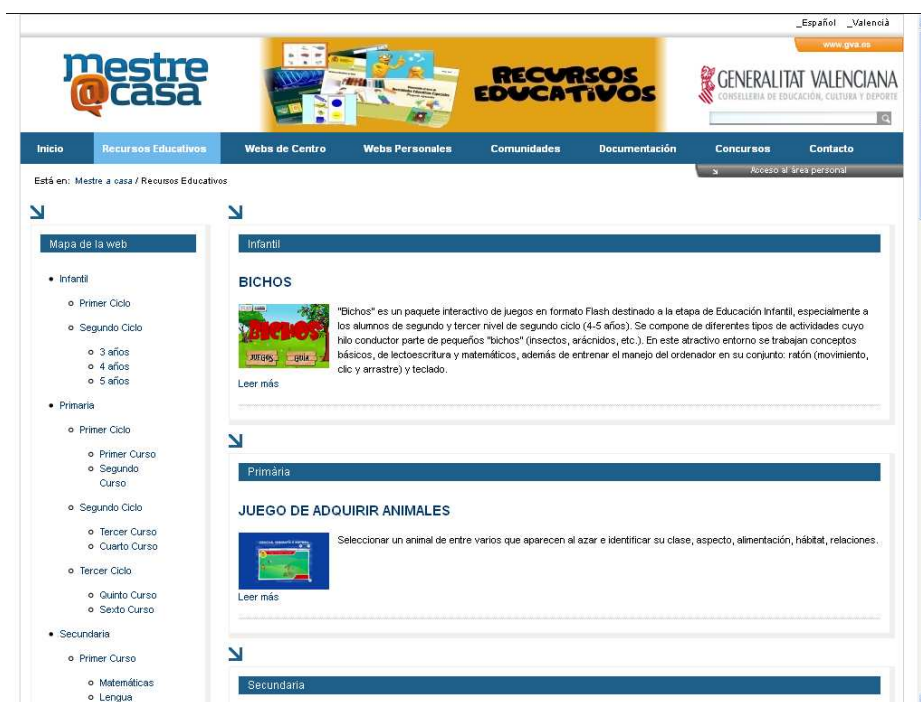 _Español _Valencià
www.gva.es
mestre
@casa
RECURSOS
EDUCATIVOS
GENERALITAT VALENCIANA
CONSELLERIA DE EDUCACIÓN, CULTURA Y DEPORTE
Inicio Recursos Educativos Webs de Centro Webs Personales Comunidades Documentación Concursos Contacto
Acceso al área personal
Está en: Mestre a casa / Recursos Educativos
Mapa de la web
Infantil
Primer Ciclo
Segundo Ciclo
3 años
4 años
5 años
Primaria
Primer Ciclo
Primer Curso
Segundo
Curso
Segundo Ciclo
Tercer Curso
Cuarto Curso
Tercer Ciclo
Quinto Curso
Sexto Curso
Secundaria
Primer Curso
Matemáticas
Lengua
Infantil
BICHOS
BICHOS
JUEGOS GUÍA
"Bichos" es un paquete interactivo de juegos en formato Flash destinado a la etapa de Educación Infantil, especialmente a
los alumnos de segundo y tercer nivel de segundo ciclo (4-5 años). Se compone de diferentes tipos de actividades cuyo
hilo conductor parte de pequeños "bichos" (insectos, arácnidos, etc.). En este atractivo entorno se trabajan conceptos
básicos, de lectoescritura y matemáticos, además de entrenar el manejo del ordenador en su conjunto: ratón (movimiento,
clic y arrastre) y teclado.
Leer más
Primària
JUEGO DE ADQUIRIR ANIMALES
Seleccionar un animal de entre varios que aparecen al azar e identificar su clase, aspecto, alimentación, hábitat, relaciones.
Leer más
Secundaria